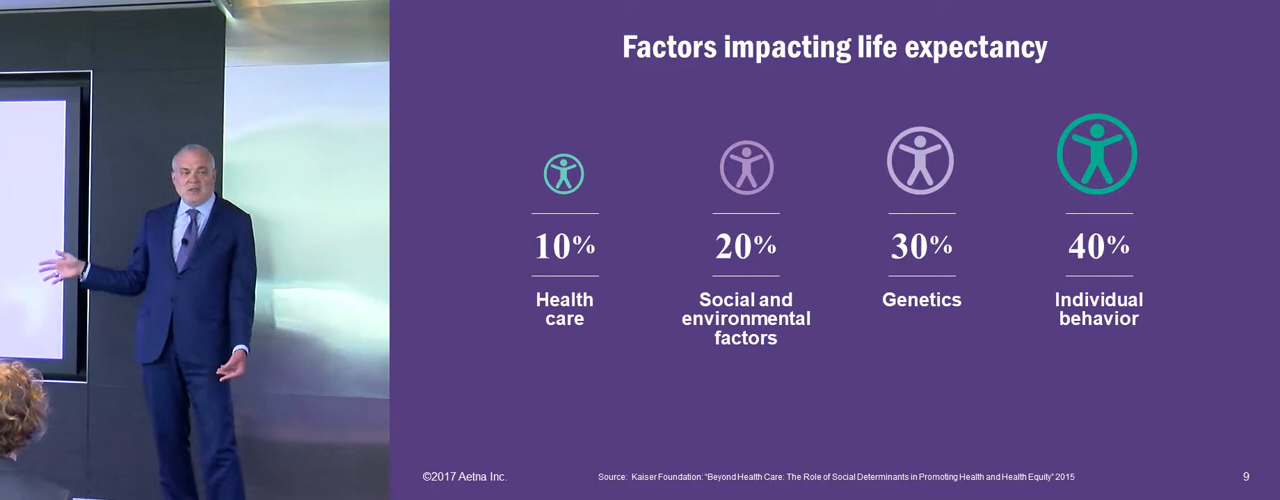 Factors impacting life expectancy
10%
20%
30%
40%
Health
care
Social and
environmental
factors
Genetics
Individual
behavior
©2017 Aetna Inc.
Source: Kaiser Foundation: "Beyond Health Care: The Role of Social Determinants in Promoting Health and Health Equity" 2015
9